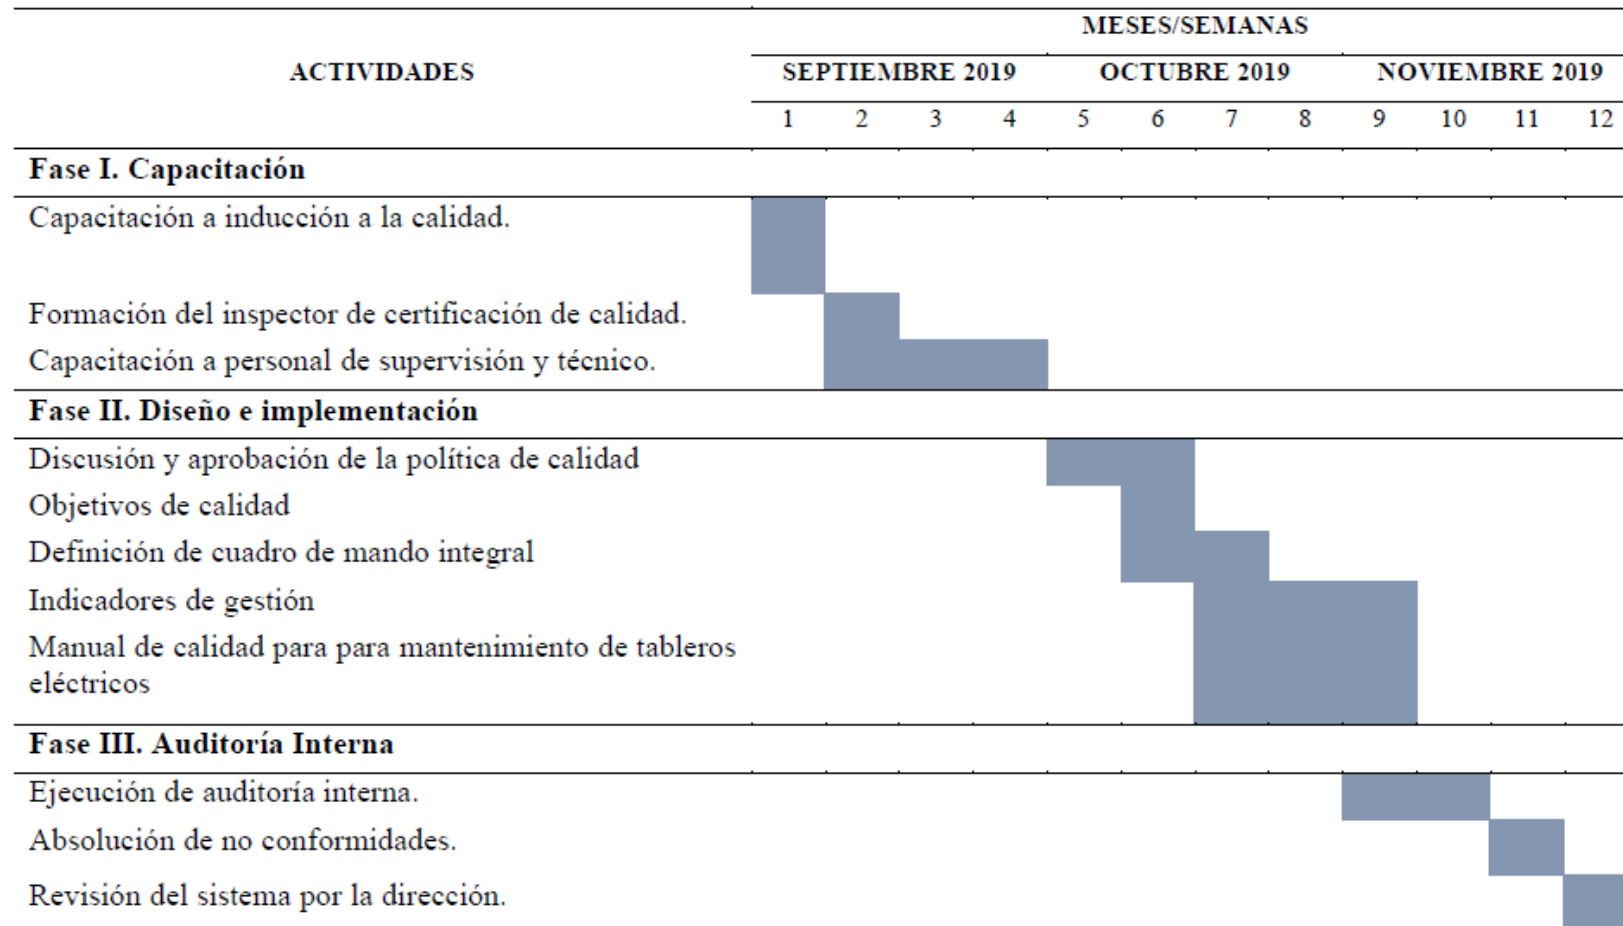 MESES/SEMANAS
ACTIVIDADES
SEPTIEMBRE 2019 OCTUBRE 2019 NOVIEMBRE 2019
1 2 3 4 5 6 7 8 9 10 11 12
Fase I. Capacitación
Capacitación a inducción a la calidad.
Formación del inspector de certificación de calidad.
Capacitación a personal de supervisión y técnico.
Fase II. Diseño e implementación
Discusión y aprobación de la política de calidad
Objetivos de calidad
Definición de cuadro de mando integral
Indicadores de gestión
Manual de calidad para para mantenimiento de tableros
eléctricos
Fase III. Auditoría Interna
Ejecución de auditoría interna.
Absolución de no conformidades.
Revisión del sistema por la dirección.